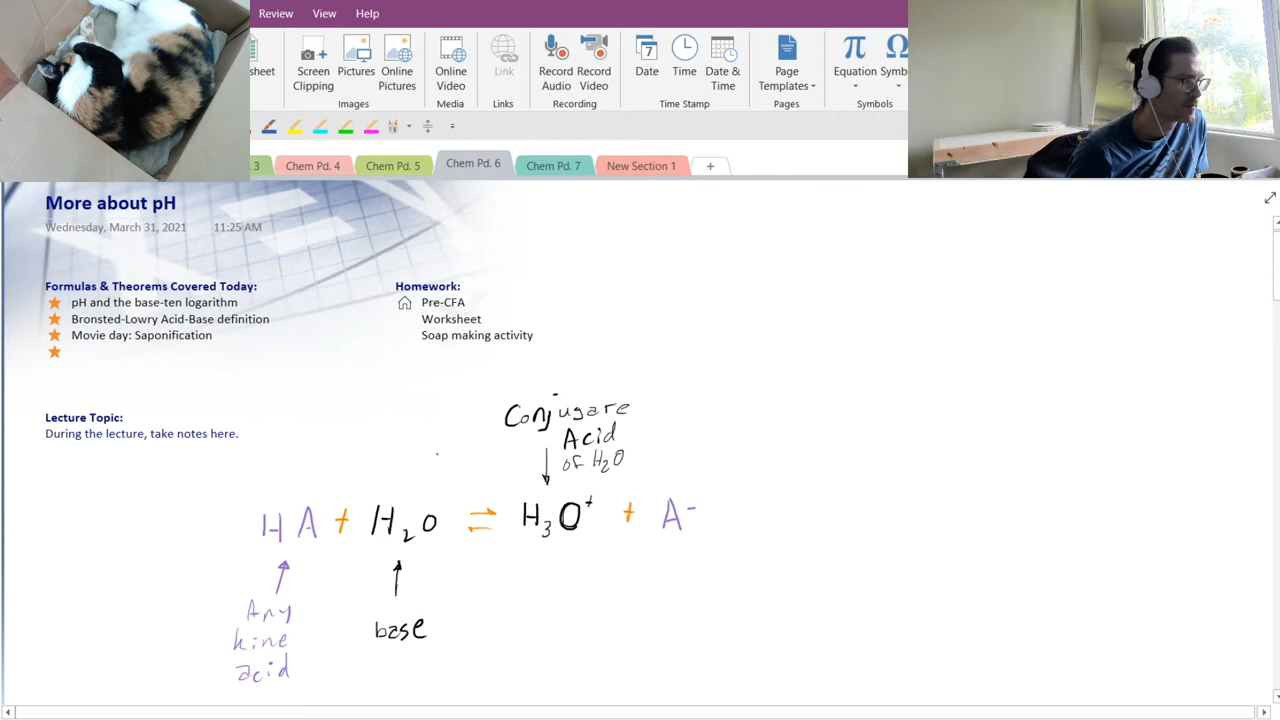 Review View Help
sheet Screen Clipping Pictures Online Pictures Online Video Link Record Audio Record Video Date Time Date & Time Page Templates Equation Symb
Images Media Links Recording Time Stamp Pages Symbols
3 Chem Pd. 4 Chem Pd. 5 Chem Pd. 6 Chem Pd. 7 New Section 1 +
More about pH
Wednesday, March 31, 2021 11:25 AM
Formulas & Theorems Covered Today: Homework:
pH and the base-ten logarithm Pre-CFA
Bronsted-Lowry Acid-Base definition Worksheet
Movie day: Saponification Soap making activity
Lecture Topic:
During the lecture, take notes here.
Conjugare
Acid
of H₂O
HA + H₂O ⇌ H₃O⁺ + A⁻
Any
kine
acid
base